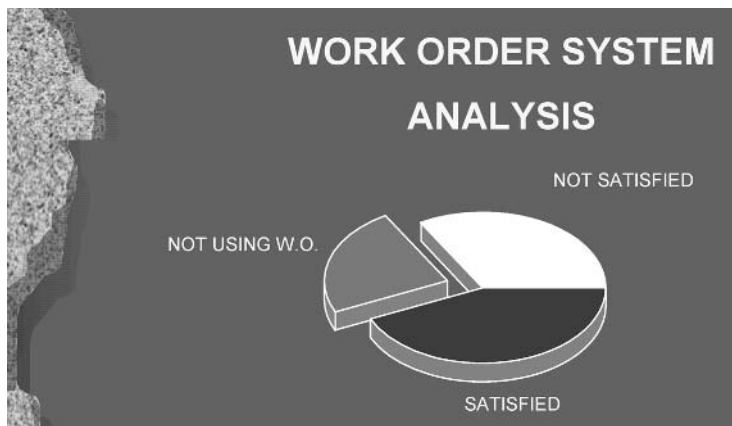 WORK ORDER SYSTEM
ANALYSIS
NOT SATISFIED
NOT USING W.O.
SATISFIED